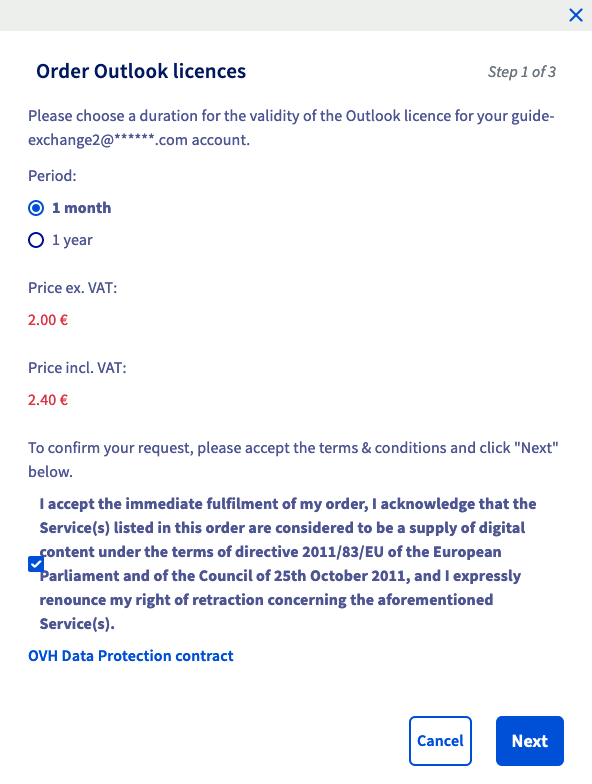 Order Outlook licences
Step 1 of 3
Please choose a duration for the validity of the Outlook licence for your guide-
exchange2@******.com account.
Period:
1 month
1 year
Price ex. VAT:
2.00 €
Price incl. VAT:
2.40 €
To confirm your request, please accept the terms & conditions and click "Next"
below.
I accept the immediate fulfilment of my order, I acknowledge that the
Service(s) listed in this order are considered to be a supply of digital
content under the terms of directive 2011/83/EU of the European
Parliament and of the Council of 25th October 2011, and I expressly
renounce my right of retraction concerning the aforementioned
Service(s).
OVH Data Protection contract
Cancel
Next